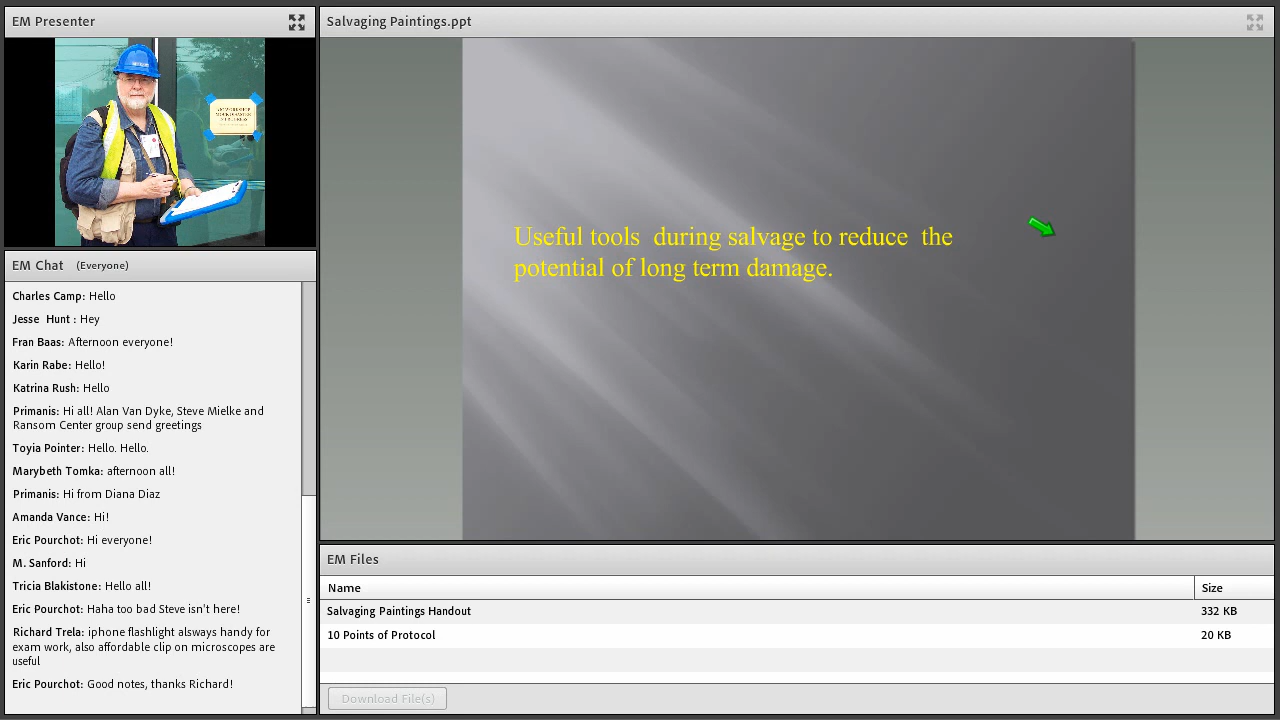 EM Presenter
Salvaging Paintings.ppt
Useful tools  during salvage to reduce  the
potential of long term damage.
EM Chat (Everyone)
Charles Camp: Hello
Jesse  Hunt : Hey
Fran Baas: Afternoon everyone!
Karin Rabe: Hello!
Katrina Rush: Hello
Primanis: Hi all! Alan Van Dyke, Steve Mielke and
Ransom Center group send greetings
Toyia Pointer: Hello. Hello.
Marybeth Tomka: afternoon all!
Primanis: Hi from Diana Diaz
Amanda Vance: Hi!
Eric Pourchot: Hi everyone!
M. Sanford: Hi
Tricia Blakistone: Hello all!
Eric Pourchot: Haha too bad Steve isn't here!
Richard Trela: iphone flashlight alsways handy for
exam work, also affordable clip on microscopes are
useful
Eric Pourchot: Good notes, thanks Richard!
EM Files
Name Size
Salvaging Paintings Handout 332 KB
10 Points of Protocol 20 KB
Download File(s)